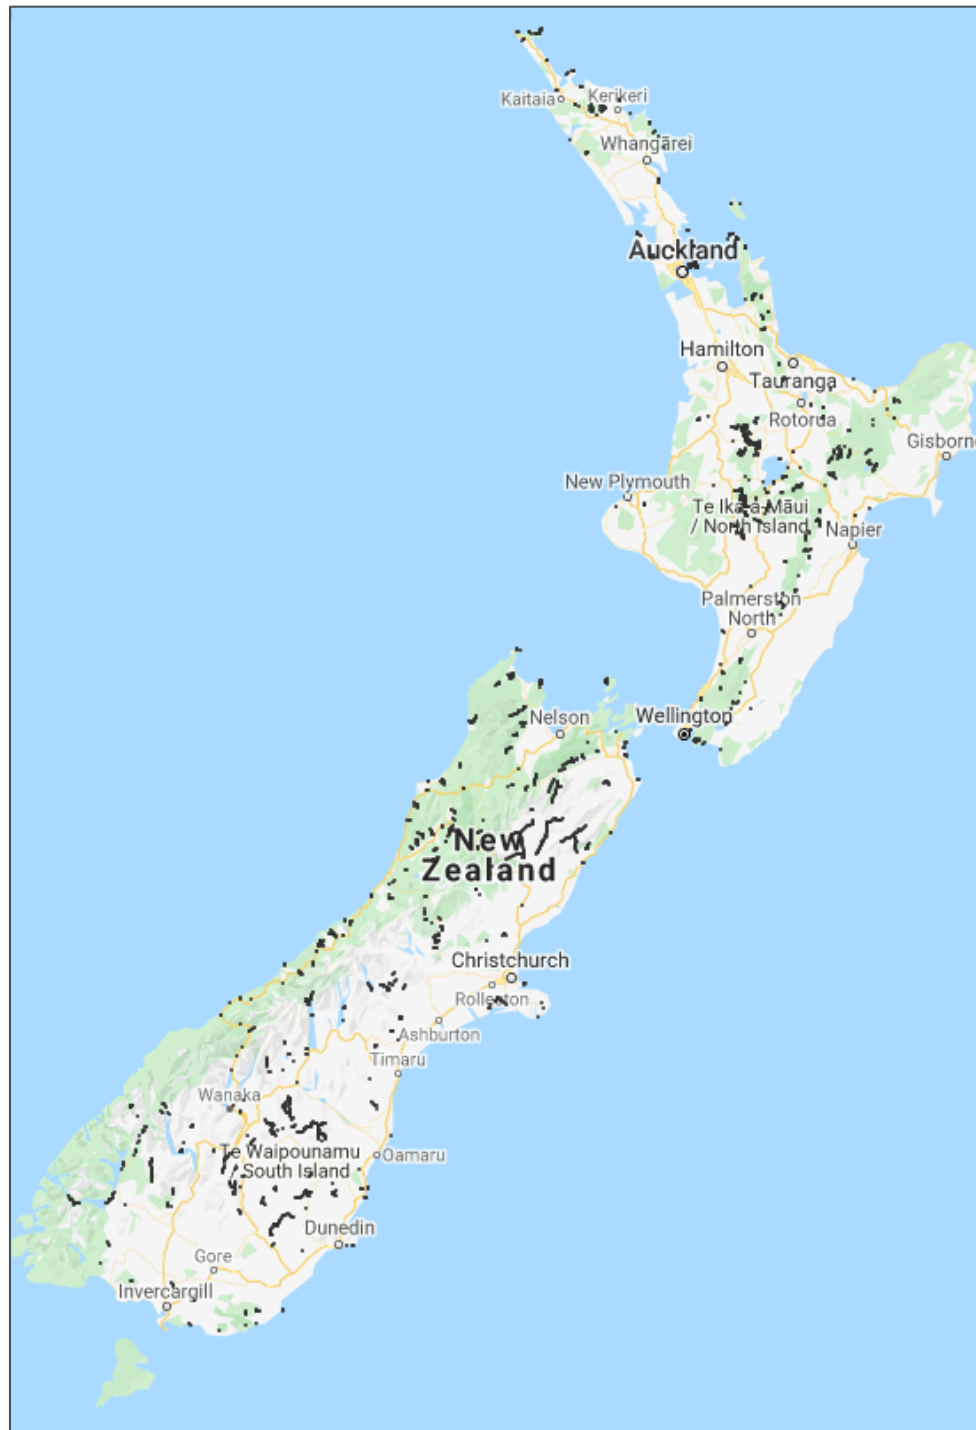 Kaitaia
Kerikeri
Whangārei
Auckland
Hamilton
Tauranga
Rotorua
Gisborn
New Plymouth
Te Ika-a-Māui
/ North Island
Napier
Palmerston
North
Nelson
Wellington
New
Zealand
Christchurch
Rolleston
Ashburton
Timaru
Wanaka
Te Waipounamu
/ South Island
Oamaru
Dunedin
Gore
Invercargill